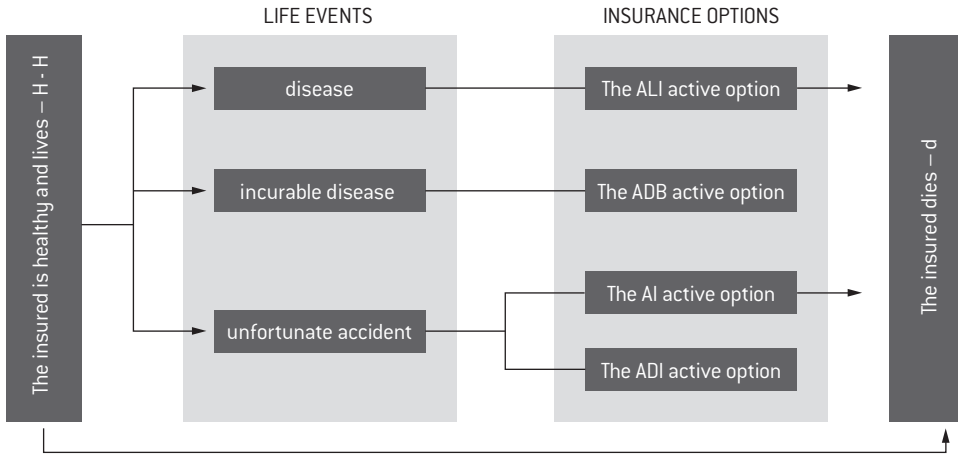 LIFE EVENTS
INSURANCE OPTIONS
The insured is healthy and lives – H - H
disease
The ALI active option
incurable disease
The ADB active option
unfortunate accident
The AI active option
The ADI active option
The insured dies – d